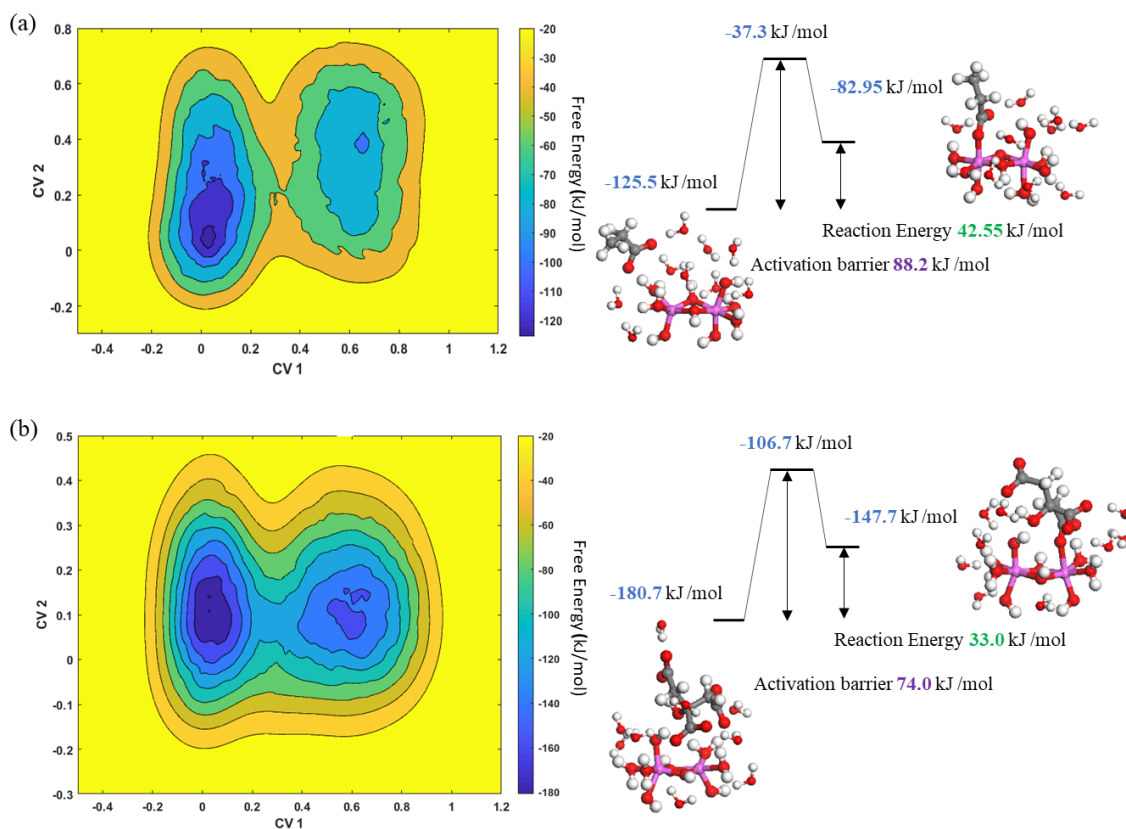 (a)
0.8
0.6
0.4
0.2
0
-0.2
CV 2
-0.4 -0.2 0 0.2 0.4 0.6 0.8 1 1.2
CV 1
-20
-30
-40
-50
-60
-70
-80
-90
-100
-110
-120
Free Energy (kJ/mol)
-37.3 kJ/mol
-82.95 kJ/mol
-125.5 kJ/mol
Reaction Energy 42.55 kJ/mol
Activation barrier 88.2 kJ/mol
(b)
0.5
0.4
0.3
0.2
0.1
0
-0.1
-0.2
-0.3
CV 2
-0.4 -0.2 0 0.2 0.4 0.6 0.8 1 1.2
CV 1
-20
-40
-60
-80
-100
-120
-140
-160
-180
Free Energy (kJ/mol)
-106.7 kJ/mol
-147.7 kJ/mol
-180.7 kJ/mol
Reaction Energy 33.0 kJ/mol
Activation barrier 74.0 kJ/mol